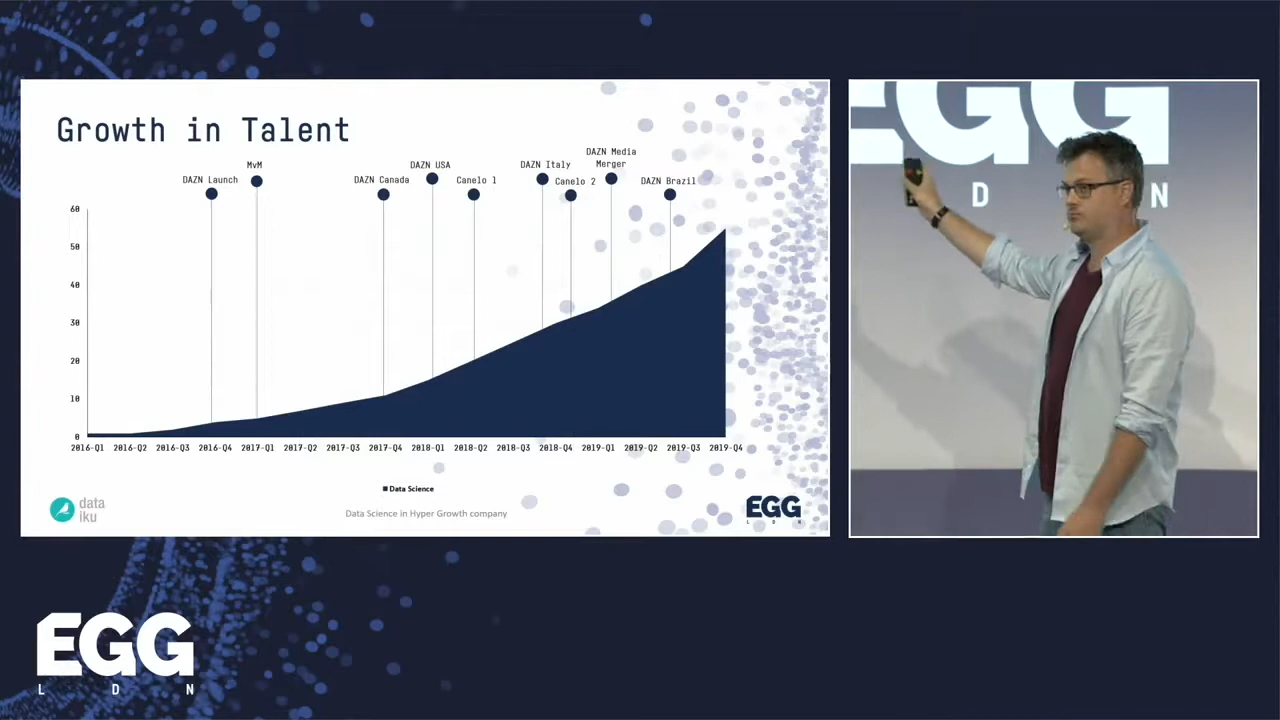 Growth in Talent
DAZN Media
Merger
MvM
DAZN USA
DAZN Italy
DAZN Launch
DAZN Canada
Canelo 1
Canelo 2
DAZN Brazil
60
50
40
30
20
10
0
2016-Q1 2016-Q2 2016-Q3 2016-Q4 2017-Q1 2017-Q2 2017-Q3 2017-Q4 2018-Q1 2018-Q2 2018-Q3 2018-Q4 2019-Q1 2019-Q2 2019-Q3 2019-Q4
Data Science
data
iku
Data Science in Hyper Growth company
EGG
L D N
EGG
D N
EGG
L D N